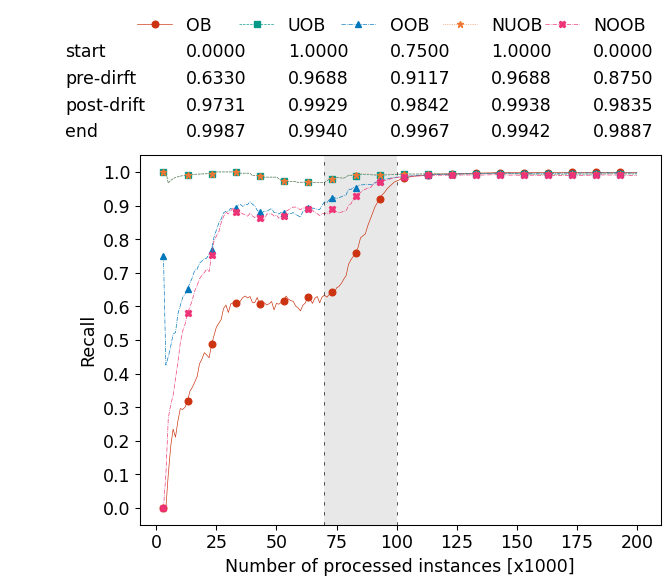 OB UOB OOB NUOB NOOB
start 0.0000 1.0000 0.7500 1.0000 0.0000
pre-dirft 0.6330 0.9688 0.9117 0.9688 0.8750
post-drift 0.9731 0.9929 0.9842 0.9938 0.9835
end 0.9987 0.9940 0.9967 0.9942 0.9887
1.0
0.9
0.8
0.7
0.6
0.5
0.4
0.3
0.2
0.1
0.0
Recall
0 25 50 75 100 125 150 175 200
Number of processed instances [x1000]